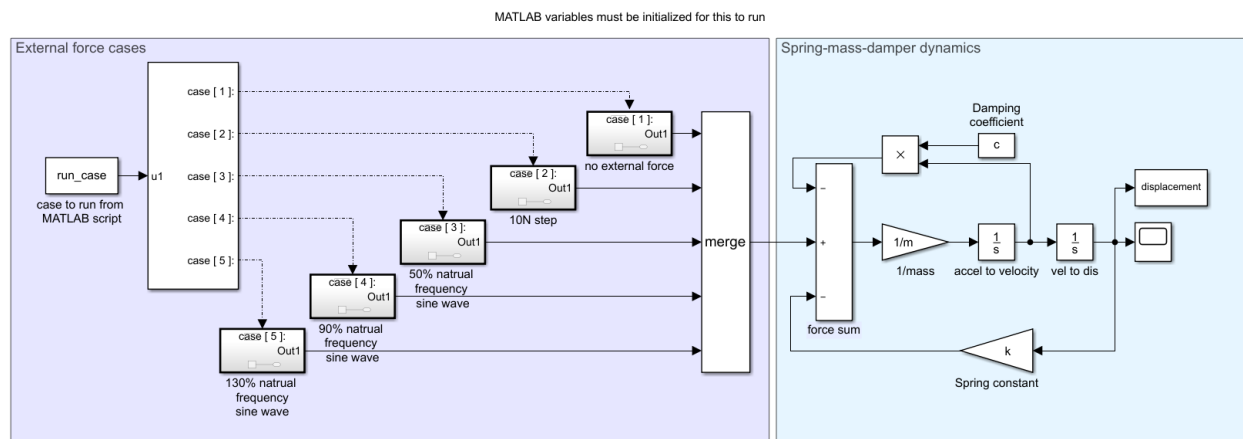 MATLAB variables must be initialized for this to run
External force cases
run_case
case to run from
MATLAB script
u1
case [ 1 ]:
case [ 2 ]:
case [ 3 ]:
case [ 4 ]:
case [ 5 ]:
case [ 1 ]:
Out1
no external force
case [ 2 ]:
Out1
10N step
case [ 3 ]:
Out1
50% natrual
frequency
sine wave
case [ 4 ]:
Out1
90% natrual
frequency
sine wave
case [ 5 ]:
Out1
130% natrual
frequency
sine wave
merge
Spring-mass-damper dynamics
Damping
coefficient
c
×
−
+
−
force sum
1/m
1/mass
1
s
accel to velocity
1
s
vel to dis
displacement
k
Spring constant